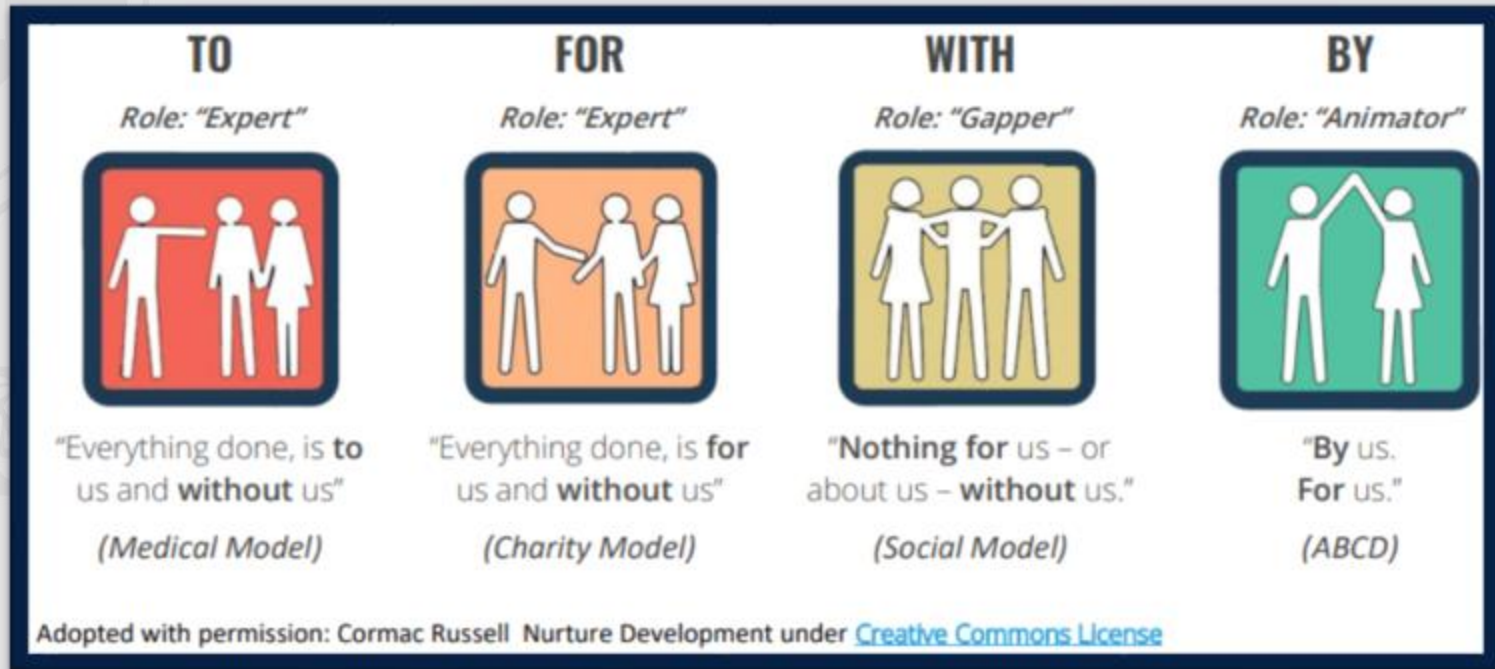 TO
Role: "Expert"
"Everything done, is to
us and without us"
(Medical Model)
FOR
Role: "Expert"
"Everything done, is for
us and without us"
(Charity Model)
WITH
Role: "Gapper"
"Nothing for us – or
about us – without us."
(Social Model)
BY
Role: "Animator"
"By us.
For us."
(ABCD)
Adopted with permission: Cormac Russell Nurture Development under Creative Commons License